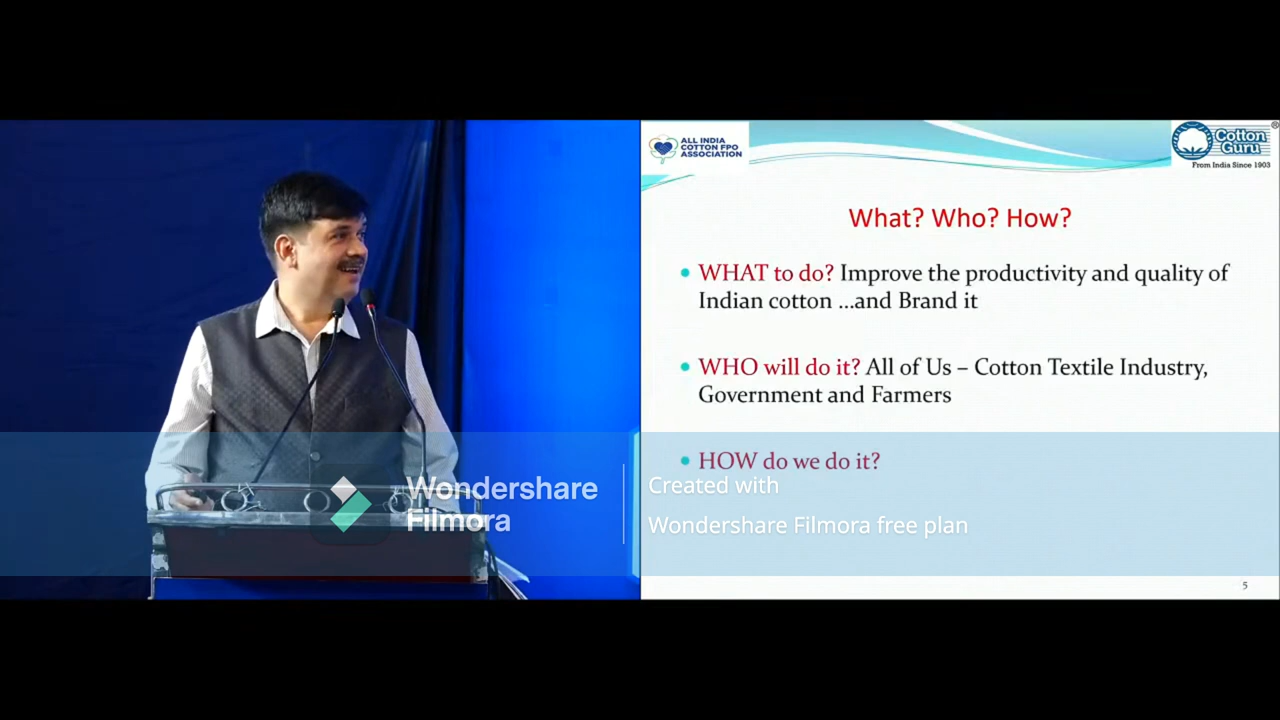 ALL INDIA
COTTON FPO
ASSOCIATION
Cotton
Guru
®
From India Since 1903
What? Who? How?
• WHAT to do? Improve the productivity and quality of
Indian cotton ...and Brand it
• WHO will do it? All of Us – Cotton Textile Industry,
Government and Farmers
• HOW do we do it?
Wondershare
Filmora
Created with
Wondershare Filmora free plan
5